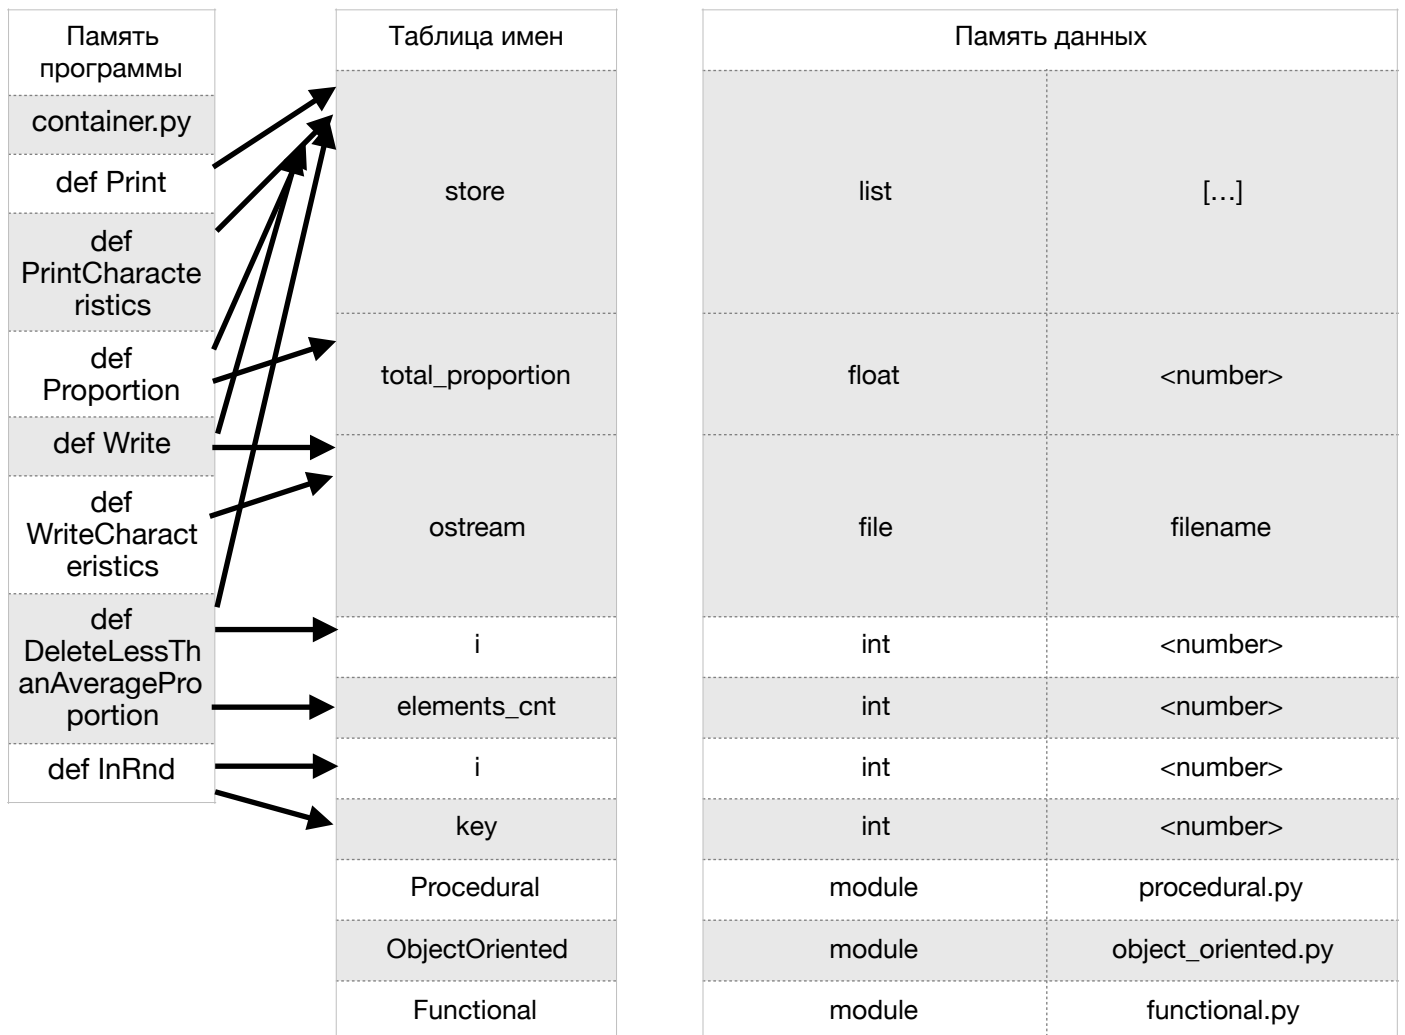 Память
программы
container.py
def Print
def
PrintCharacte
ristics
def
Proportion
def Write
def
WriteCharact
eristics
def
DeleteLessTh
anAveragePro
portion
def InRnd
Таблица имен
store
total_proportion
ostream
i
elements_cnt
i
key
Procedural
ObjectOriented
Functional
Память данных
list […]
float <number>
file filename
int <number>
int <number>
int <number>
int <number>
module procedural.py
module object_oriented.py
module functional.py